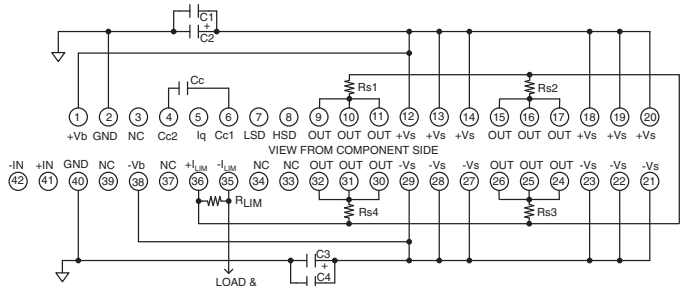 C1
+
C2
Cc
Rs1
Rs2
1 2 3 4 5 6 7 8 9 10 11 12 13 14 15 16 17 18 19 20
+Vb GND NC Cc2 Iq Cc1 LSD HSD OUT OUT OUT +Vs +Vs +Vs OUT OUT OUT +Vs +Vs +Vs
VIEW FROM COMPONENT SIDE
-IN +IN GND NC -Vb NC +ILIM -ILIM NC NC OUT OUT OUT -Vs -Vs -Vs OUT OUT OUT -Vs -Vs -Vs
42 41 40 39 38 37 36 35 34 33 32 31 30 29 28 27 26 25 24 23 22 21
RLIM
Rs4
Rs3
C3
+
C4
LOAD &